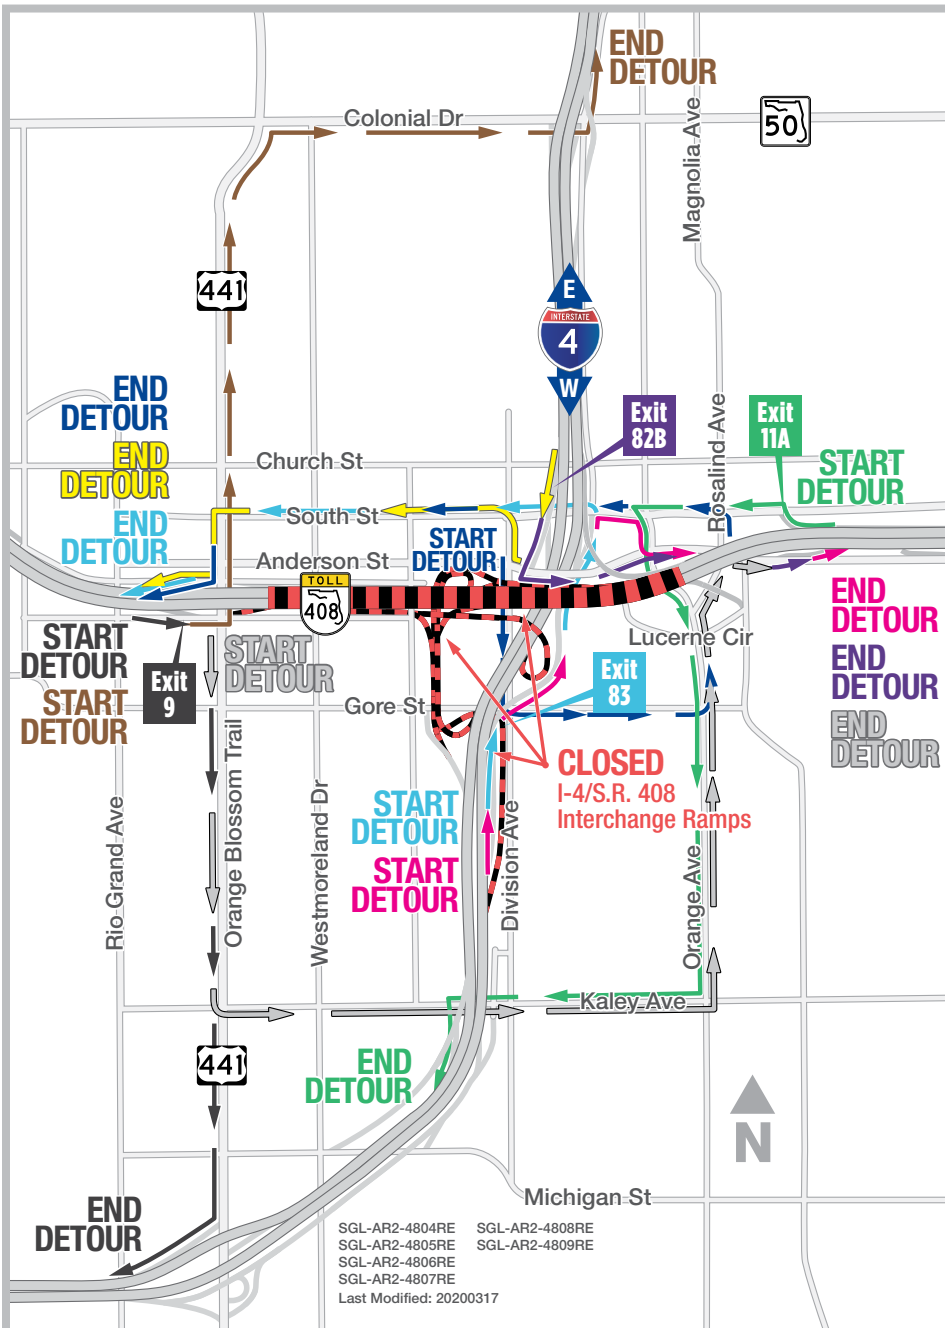 END
DETOUR
Colonial Dr
Magnolia Ave
50
441
E
INTERSTATE
4
W
END
DETOUR
Exit
82B
Rosalind Ave
Exit
11A
END
DETOUR
Church St
START
DETOUR
END
DETOUR
South St
START
DETOUR
Anderson St
TOLL
408
START
DETOUR
Exit
9
START
DETOUR
Lucerne Cir
END
DETOUR
START
DETOUR
Gore St
Exit
83
END
DETOUR
END
DETOUR
CLOSED
I-4/S.R. 408
Interchange Ramps
START
DETOUR
START
DETOUR
Rio Grand Ave
Orange Blossom Trail
Westmoreland Dr
Division Ave
Orange Ave
Kaley Ave
441
END
DETOUR
N
Michigan St
END
DETOUR
SGL-AR2-4804RE
SGL-AR2-4808RE
SGL-AR2-4805RE
SGL-AR2-4809RE
SGL-AR2-4806RE
SGL-AR2-4807RE
Last Modified: 20200317